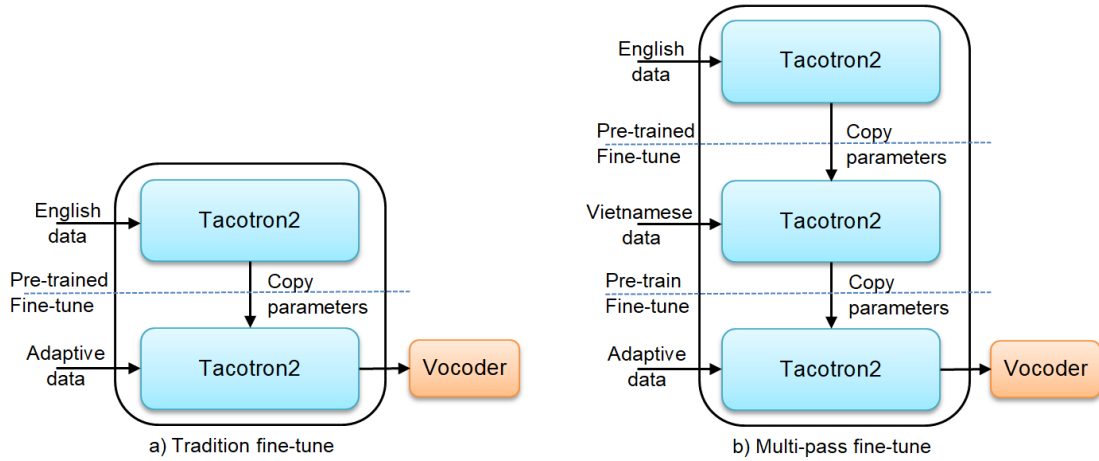 English
data
Tacotron2
Pre-trained
Fine-tune
Copy
parameters
Adaptive
data
Tacotron2
Vocoder
a) Tradition fine-tune
English
data
Tacotron2
Pre-trained
Fine-tune
Copy
parameters
Vietnamese
data
Tacotron2
Pre-train
Fine-tune
Copy
parameters
Adaptive
data
Tacotron2
Vocoder
b) Multi-pass fine-tune